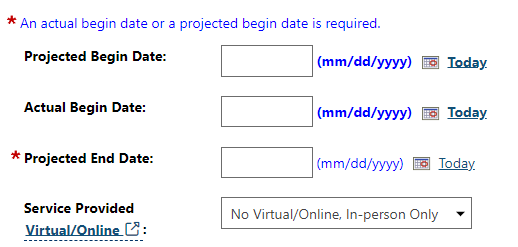 * An actual begin date or a projected begin date is required.
Projected Begin Date: (mm/dd/yyyy) Today
Actual Begin Date: (mm/dd/yyyy) Today
* Projected End Date: (mm/dd/yyyy) Today
Service Provided
Virtual/Online : No Virtual/Online, In-person Only